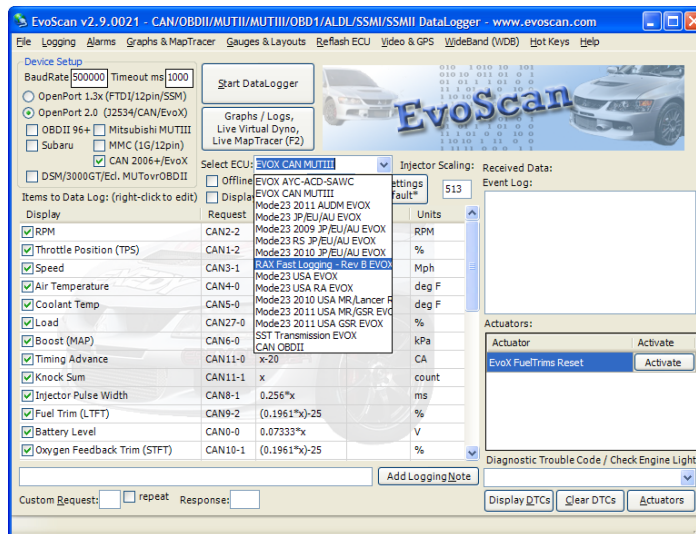 EvoScan v2.9.0021 - CAN/OBDII/MUTII/MUTIII/OBD1/ALDL/SSMI/SSMII DataLogger - www.evoscan.com
File Logging Alarms Graphs & MapTracer Gauges & Layouts Reflash ECU Video & GPS WideBand (WDB) Hot Keys Help
Device Setup
BaudRate 500000 Timeout ms 1000
OpenPort 1.3x (FTDI/12pin/SSM)
OpenPort 2.0 (J2534/CAN/EvoX)
OBDII 96+ Mitsubishi MUTIII
Subaru MMC (1G/12pin)
CAN 2006+/EvoX
DSM/3000GT/Ecl. MUTovrOBDII
Start DataLogger
Graphs / Logs,
Live Virtual Dyno,
Live MapTracer (F2)
EvoScan
Select ECU: EVOX CAN MUTIII
Injector Scaling:
513
Offline
Display
Items to Data Log: (right-click to edit)
EVOX AYC-ACD-SAWC
EVOX CAN MUTIII
Mode23 2011 AUDM EVOX
Mode23 JP/EU/AU EVOX
Mode23 2009 JP/EU/AU EVOX
Mode23 RS JP/EU/AU EVOX
Mode23 2010 JP/EU/AU EVOX
RAX Fast Logging - Rev B EVOX
Mode23 USA EVOX
Mode23 USA RA EVOX
Mode23 2010 USA MR/Lancer R
Mode23 2011 USA MR/GSR EVO
Mode23 2011 USA GSR EVOX
SST Transmission EVOX
CAN OBDII
Display Request Units
RPM CAN2-2 RPM
Throttle Position (TPS) CAN1-2 %
Speed CAN3-1 Mph
Air Temperature CAN4-0 deg F
Coolant Temp CAN5-0 deg F
Load CAN27-0 %
Boost (MAP) CAN6-0 kPa
Timing Advance CAN11-0 x-20 CA
Knock Sum CAN11-1 x count
Injector Pulse Width CAN8-1 0.256*x ms
Fuel Trim (LTFT) CAN9-2 (0.1961*x)-25 %
Battery Level CAN0-0 0.07333*x V
Oxygen Feedback Trim (STFT) CAN10-1 (0.1961*x)-25 %
Add Logging Note
Custom Request: repeat Response:
Received Data:
Event Log:
Actuators:
Actuator Activate
EvoX FuelTrims Reset Activate
Diagnostic Trouble Code / Check Engine Light
Display DTCs Clear DTCs Actuators